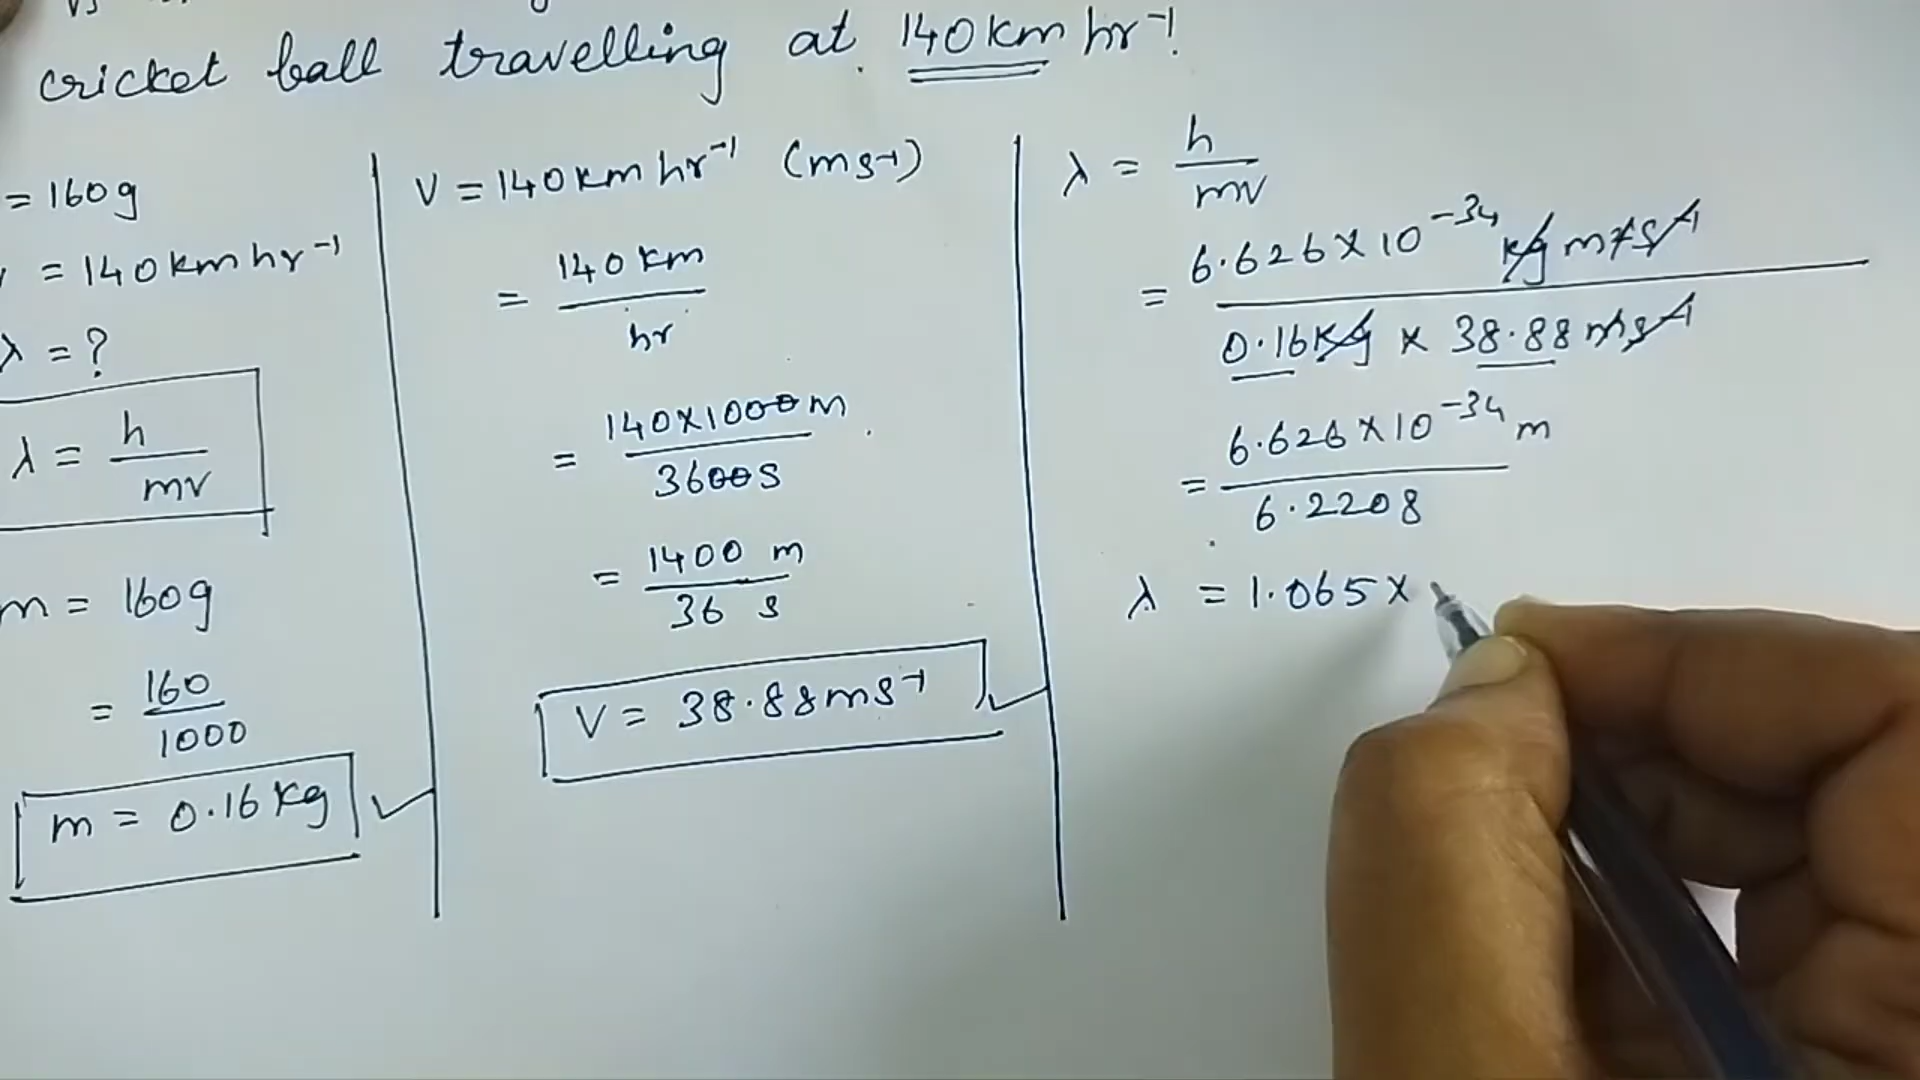 cricket ball travelling at 140 km hr⁻¹.
= 160g
= 140 km hr⁻¹
λ = ?
λ = h / mv
m = 160g
= 160 / 1000
m = 0.16 kg
V = 140 km hr⁻¹ (ms⁻¹)
= 140 km / hr
= 140 × 1000 m / 3600 s
= 1400 m / 36 s
V = 38.88 ms⁻¹
λ = h / mv
= 6.626 × 10⁻³⁴ kg m² s⁻¹ / 0.16 kg × 38.88 ms⁻¹
= 6.626 × 10⁻³⁴ m / 6.2208
λ = 1.065 ×